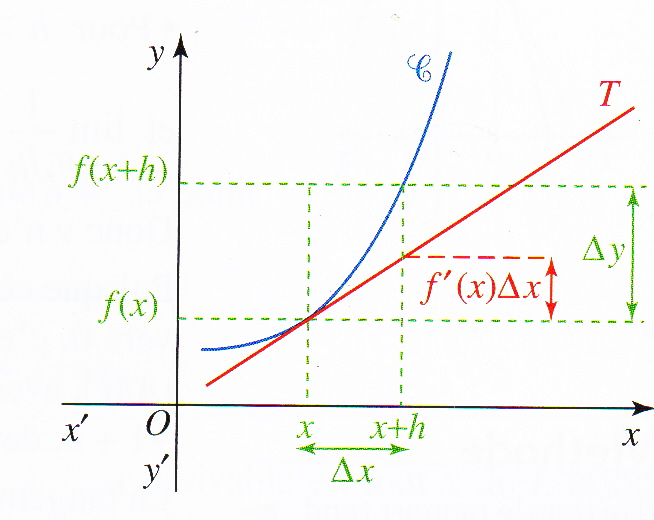 y
𝒞
T
f(x+h)
Δy
f′(x)Δx
f(x)
O
x
x+h
x′
x
Δx
y′